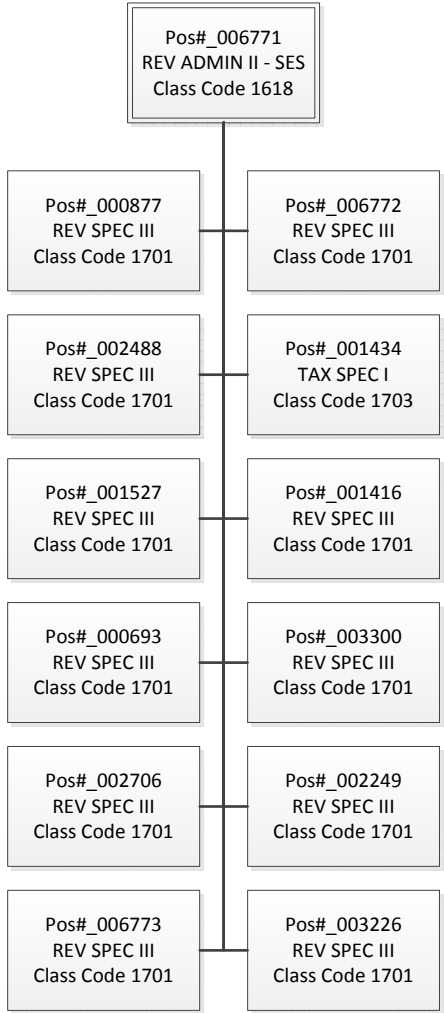 Pos#_006771
REV ADMIN II - SES
Class Code 1618
Pos#_000877
REV SPEC III
Class Code 1701
Pos#_006772
REV SPEC III
Class Code 1701
Pos#_002488
REV SPEC III
Class Code 1701
Pos#_001434
TAX SPEC I
Class Code 1703
Pos#_001527
REV SPEC III
Class Code 1701
Pos#_001416
REV SPEC III
Class Code 1701
Pos#_000693
REV SPEC III
Class Code 1701
Pos#_003300
REV SPEC III
Class Code 1701
Pos#_002706
REV SPEC III
Class Code 1701
Pos#_002249
REV SPEC III
Class Code 1701
Pos#_006773
REV SPEC III
Class Code 1701
Pos#_003226
REV SPEC III
Class Code 1701